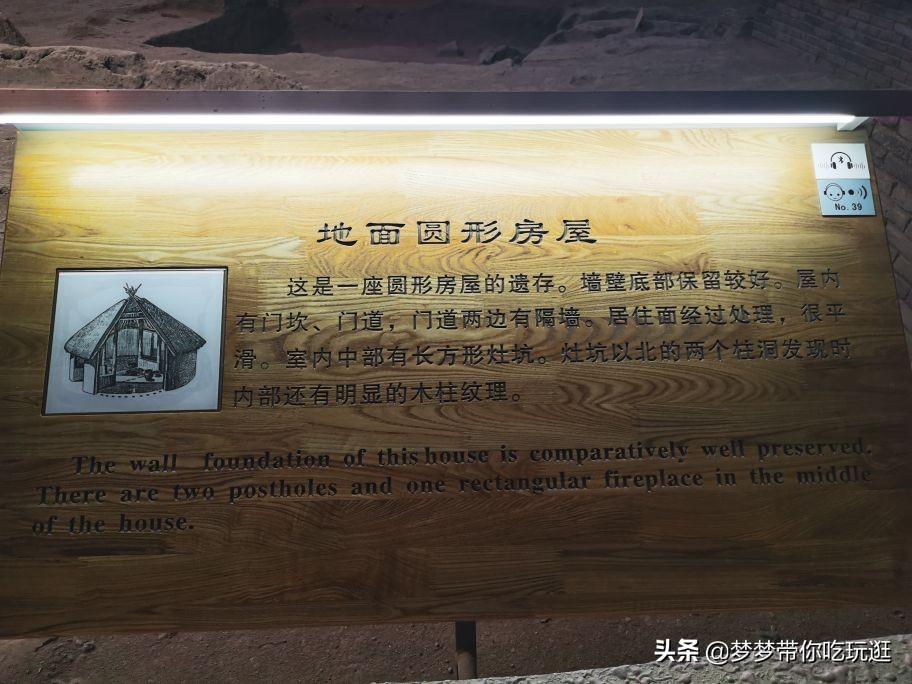 No. 39
地面圆形房屋
这是一座圆形房屋的遗存。墙壁底部保留较好。屋内
有门坎、门道，门道两边有隔墙。居住面经过处理，很平
滑。室内中部有长方形灶坑。灶坑以北的两个柱洞发现时
内部还有明显的木柱纹理。
The wall foundation of this house is comparatively well preserved.
There are two postholes and one rectangular fireplace in the middle
of the house.
头条 @梦梦带你吃玩逛